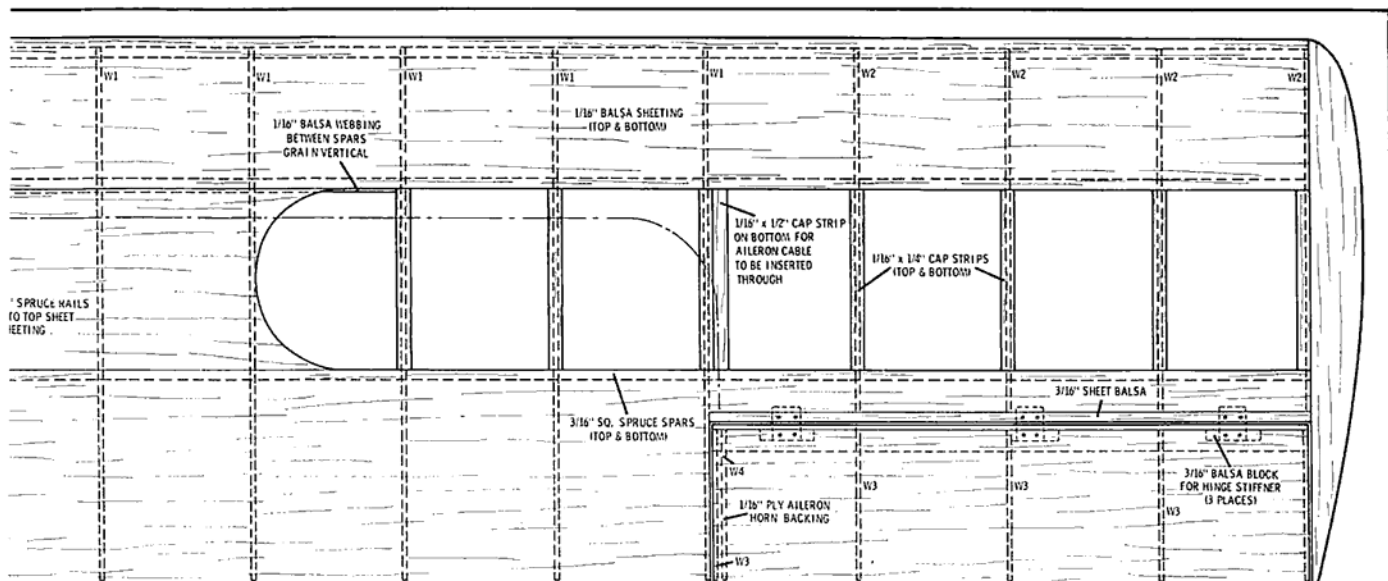 W1
W1
W1
W1
W1
W2
W2
W2
W2
1/16" BALSA WEBBING
BETWEEN SPARS
GRAIN VERTICAL
1/16" BALSA SHEETING
(TOP & BOTTOM)
1/16" x 1/2" CAP STRIP
ON BOTTOM FOR
AILERON CABLE
TO BE INSERTED
THROUGH
1/16" x 1/4" CAP STRIPS
(TOP & BOTTOM)
" SPRUCE RAILS
TO TOP SHEET
HEETING
3/16" SQ. SPRUCE SPARS
(TOP & BOTTOM)
3/16" SHEET BALSA
W4
W3
W3
W3
3/16" BALSA BLOCK
FOR HINGE STIFFNER
(3 PLACES)
1/16" PLY AILERON
HORN BACKING
W3